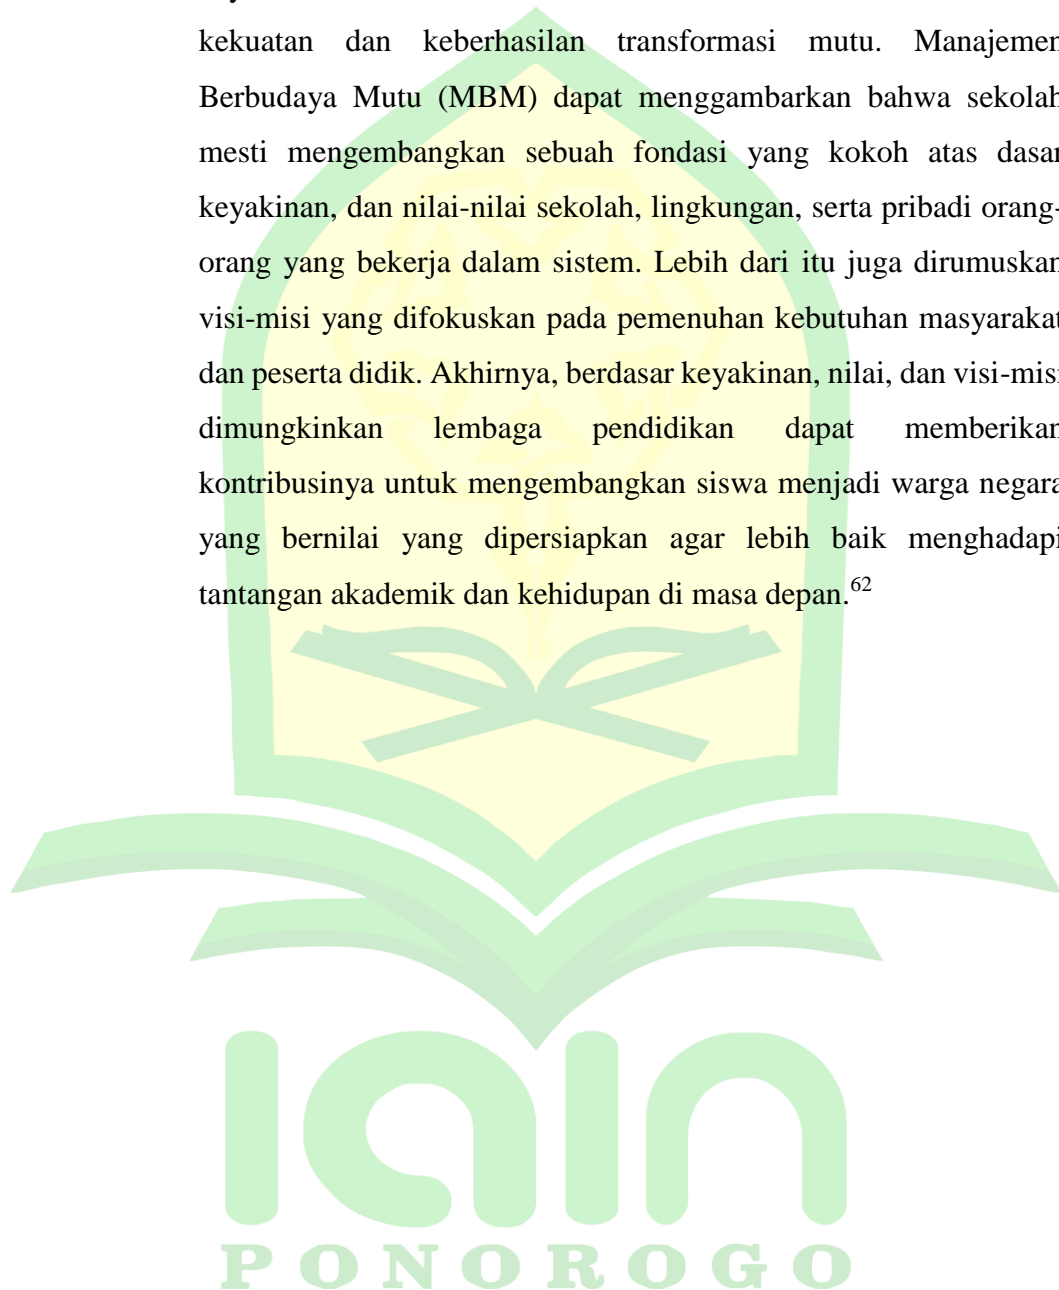 kekuatan dan keberhasilan transformasi mutu. Manajemen
Berbudaya Mutu (MBM) dapat menggambarkan bahwa sekolah
mesti mengembangkan sebuah fondasi yang kokoh atas dasar
keyakinan, dan nilai-nilai sekolah, lingkungan, serta pribadi orang-
orang yang bekerja dalam sistem. Lebih dari itu juga dirumuskan
visi-misi yang difokuskan pada pemenuhan kebutuhan masyarakat
dan peserta didik. Akhirnya, berdasar keyakinan, nilai, dan visi-misi
dimungkinkan lembaga pendidikan dapat memberikan
kontribusinya untuk mengembangkan siswa menjadi warga negara
yang bernilai yang dipersiapkan agar lebih baik menghadapi
tantangan akademik dan kehidupan di masa depan.62
iain
PONOROGO